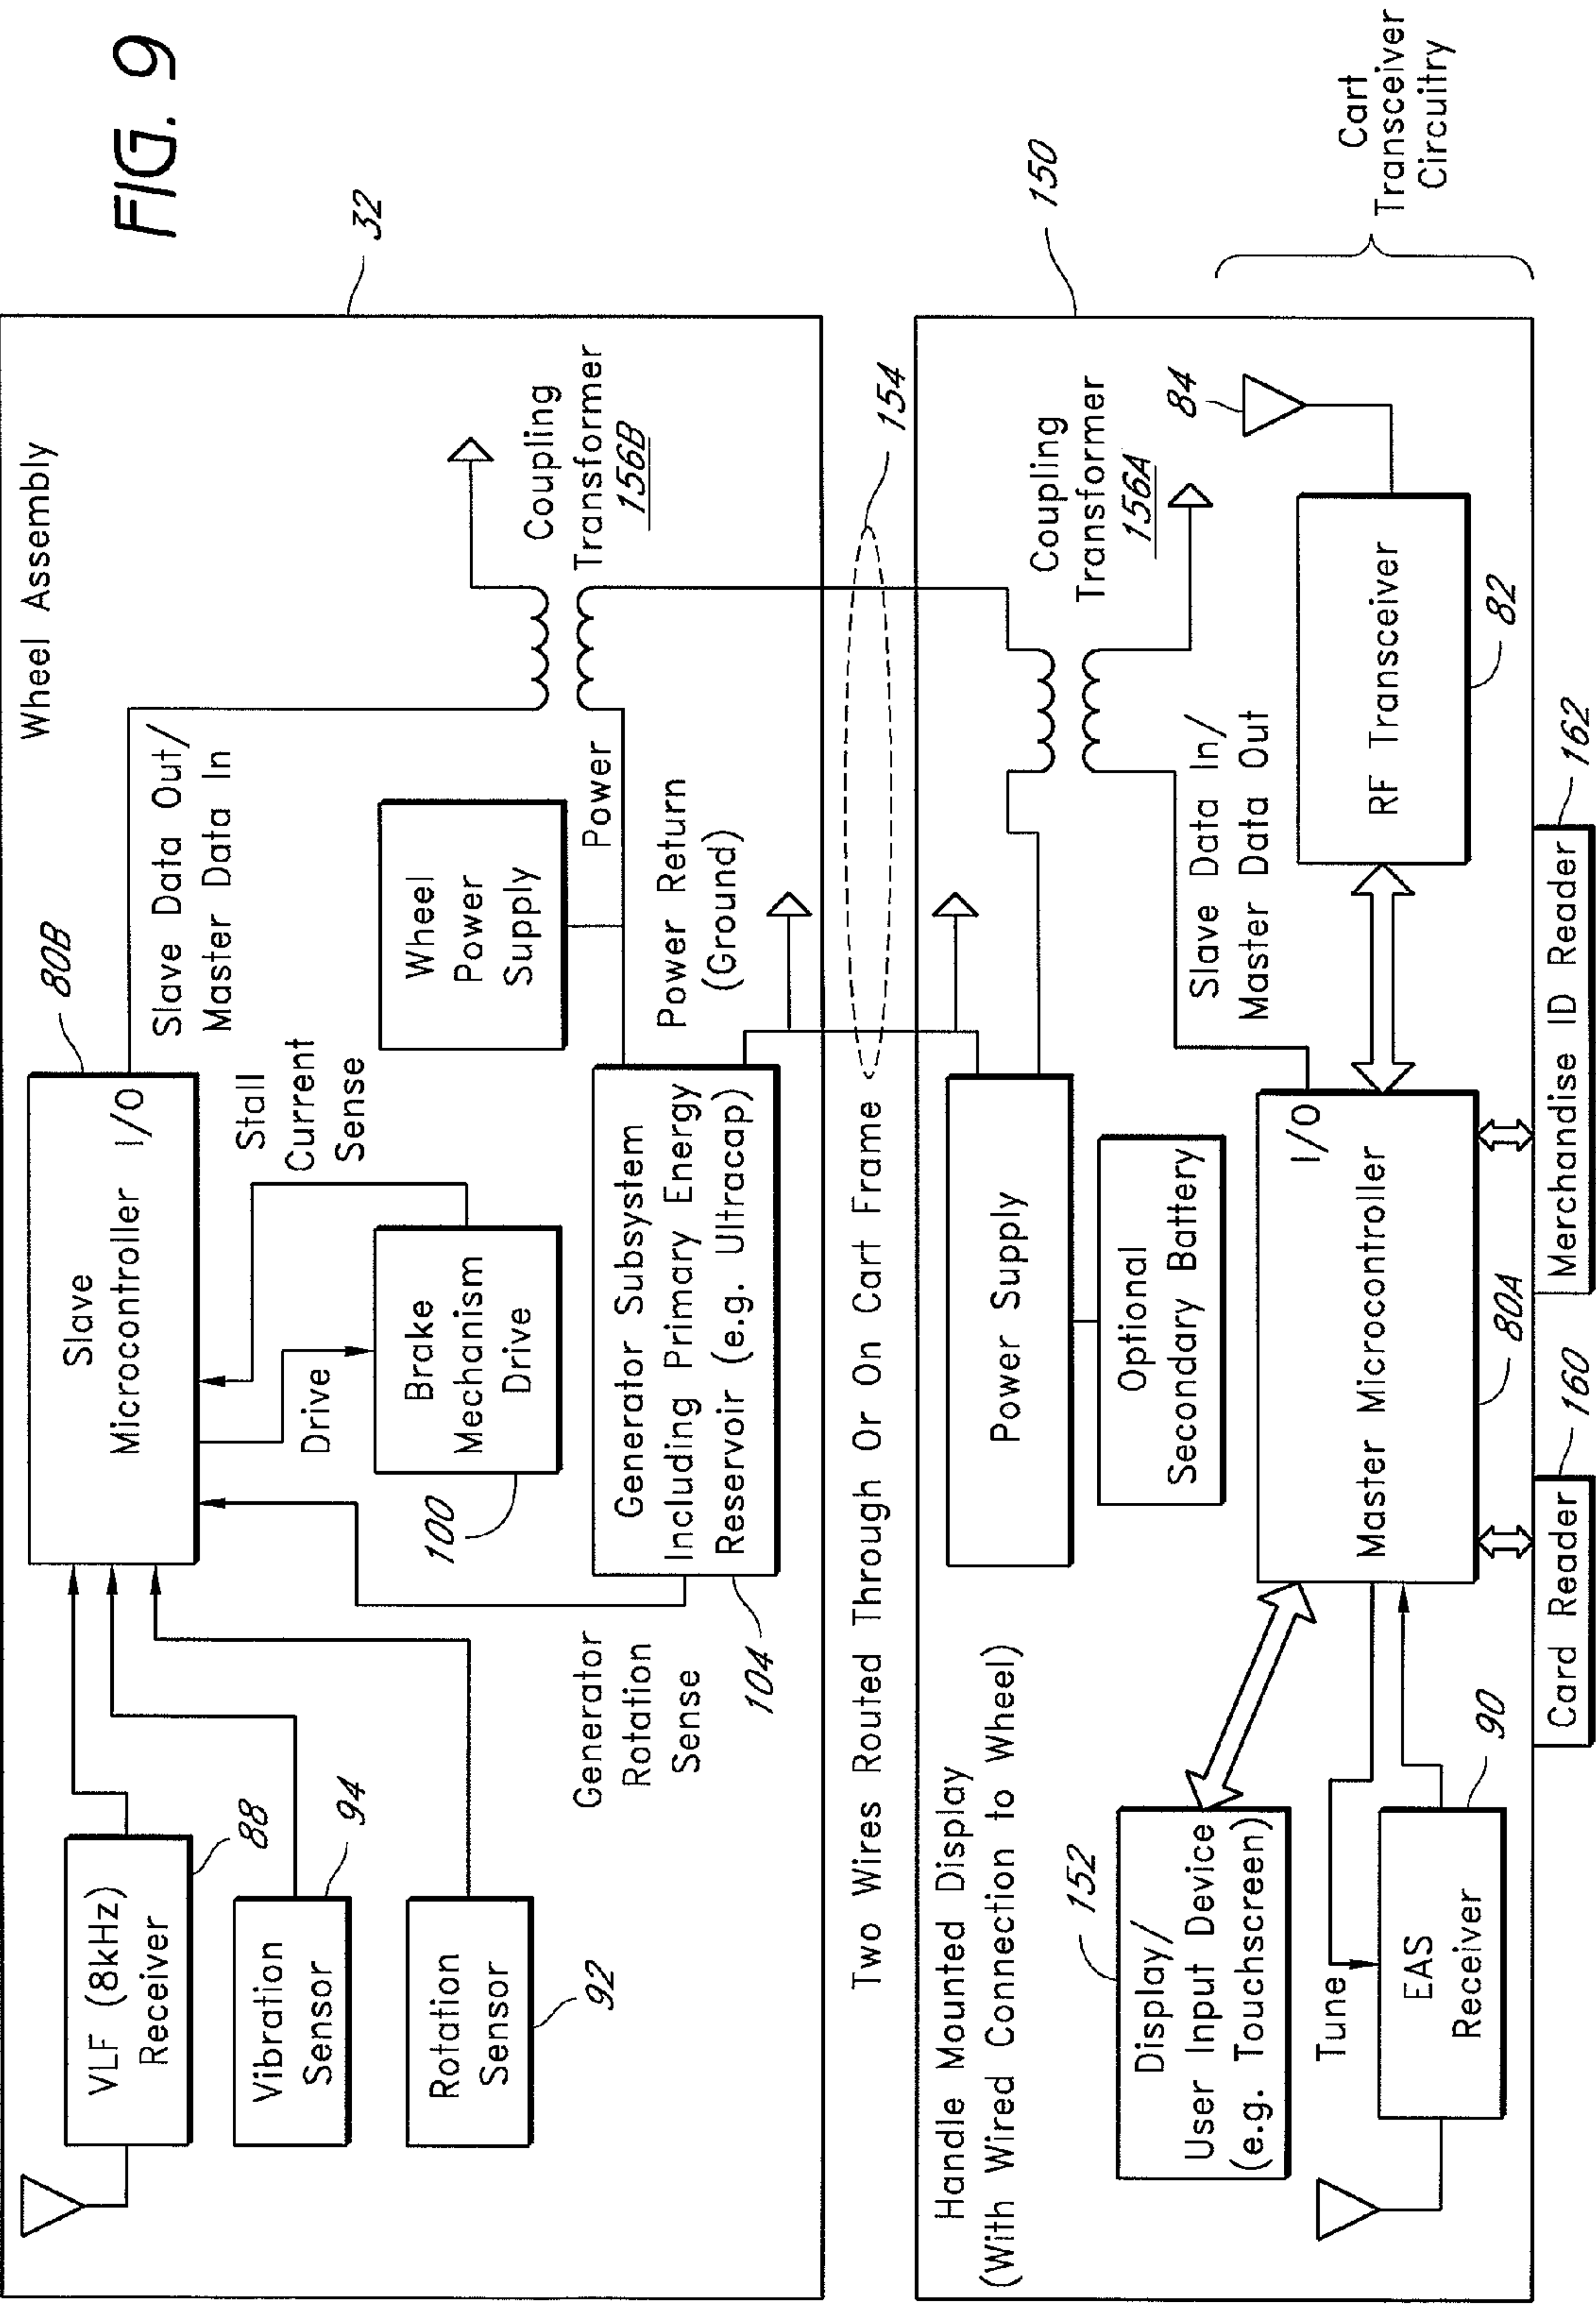 FIG. 9
Wheel Assembly
32
VLF (8kHz)
Receiver
88
Vibration
Sensor
94
Rotation
Sensor
92
Slave
Microcontroller
I/O
80B
Slave Data Out/
Master Data In
Stall
Current
Sense
Drive
Brake
Mechanism
Drive
100
Wheel
Power
Supply
Power
Coupling
Transformer
156B
Generator
Rotation
Sense
Generator Subsystem
Including Primary Energy
Reservoir (e.g. Ultracap)
104
Power Return
(Ground)
Two Wires Routed Through Or On Cart Frame
154
Handle Mounted Display
(With Wired Connection to Wheel)
150
Power Supply
Optional
Secondary Battery
Coupling
Transformer
156A
84
Slave Data In/
Master Data Out
Display/
User Input Device
(e.g. Touchscreen)
152
Tune
EAS
Receiver
90
I/O
Master Microcontroller
80A
RF Transceiver
82
Cart
Transceiver
Circuitry
Card Reader
160
Merchandise ID Reader
162